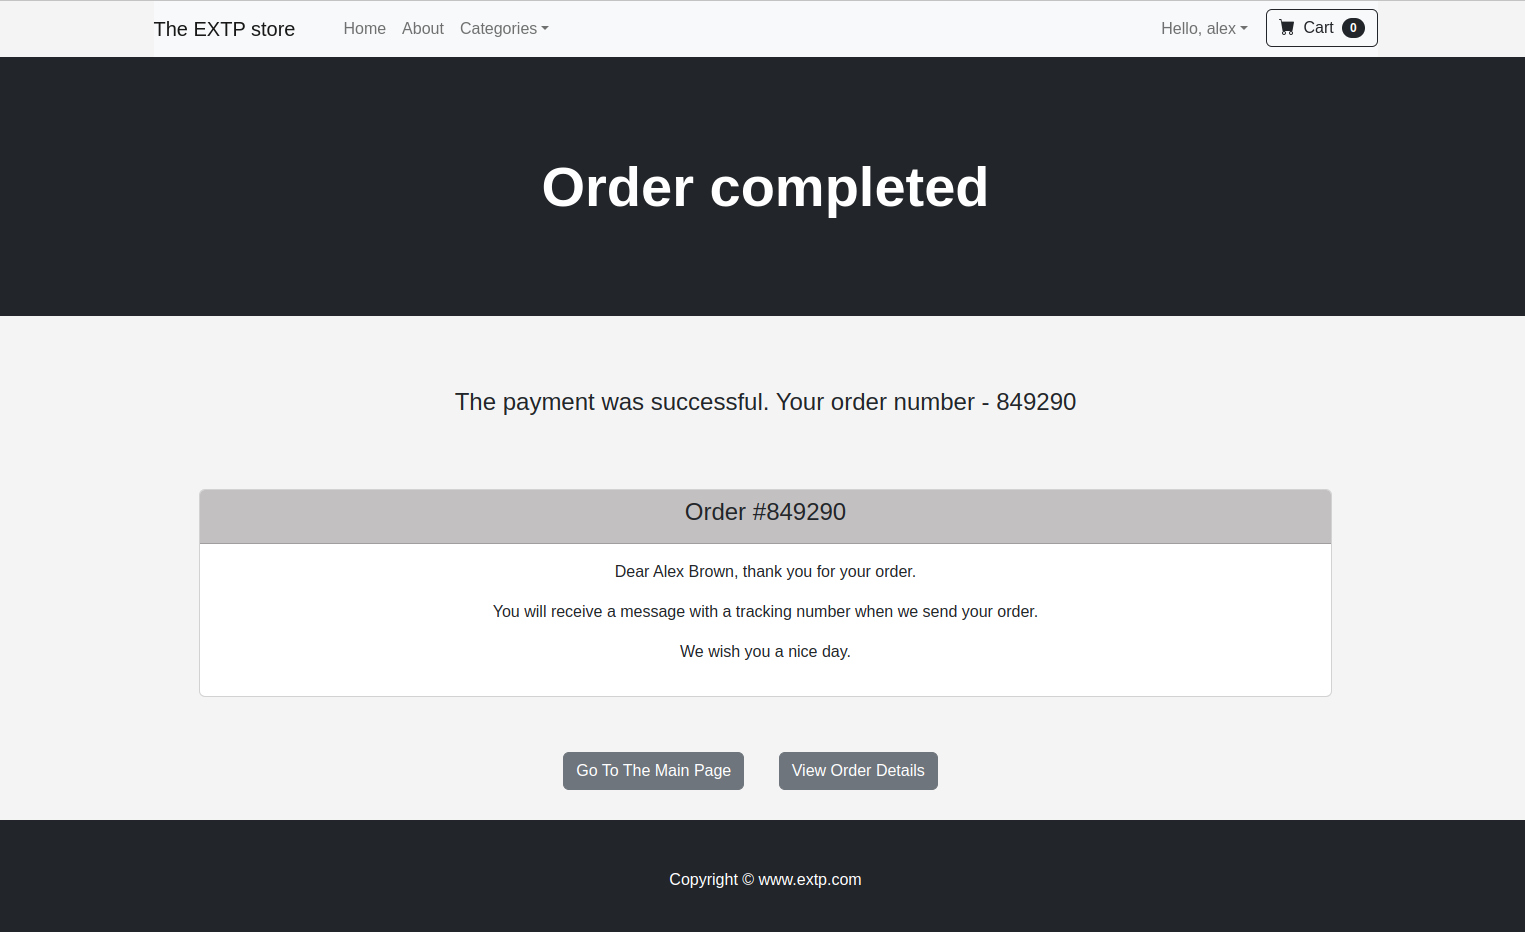 The EXTP store Home About Categories Hello, alex Cart 0
Order completed
The payment was successful. Your order number - 849290
Order #849290
Dear Alex Brown, thank you for your order.
You will receive a message with a tracking number when we send your order.
We wish you a nice day.
Go To The Main Page View Order Details
Copyright © www.extp.com